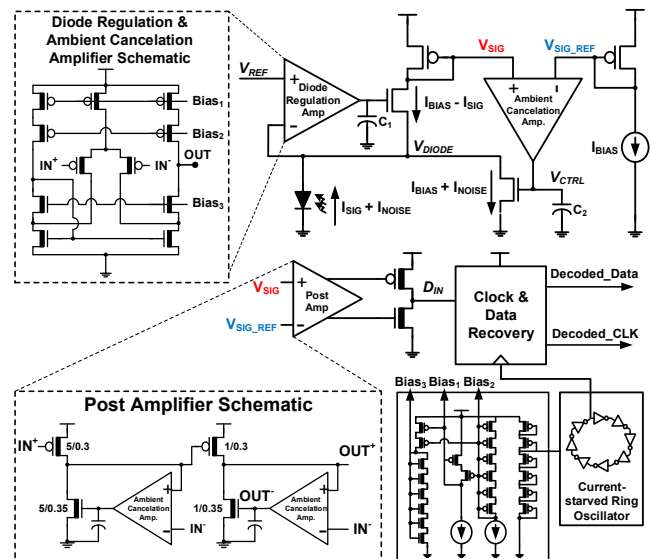 Diode Regulation &
Ambient Cancelation
Amplifier Schematic
Bias1
Bias2
IN+
IN-
OUT
Bias3
VREF
+
Diode
Regulation
Amp
−
C1
IBIAS - ISIG
VSIG
VSIG_REF
+
−
Ambient
Cancelation
Amp.
IBIAS
VDIODE
IBIAS + INOISE
VCTRL
C2
ISIG + INOISE
VSIG
+
Post
Amp
−
VSIG_REF
DIN
Clock &
Data
Recovery
Decoded_Data
Decoded_CLK
Post Amplifier Schematic
IN+
5/0.3
1/0.3
OUT+
5/0.35
Ambient
Cancelation
Amp.
+
−
IN-
1/0.35
OUT-
Ambient
Cancelation
Amp.
+
−
IN-
Bias3 Bias1 Bias2
Current-
starved Ring
Oscillator